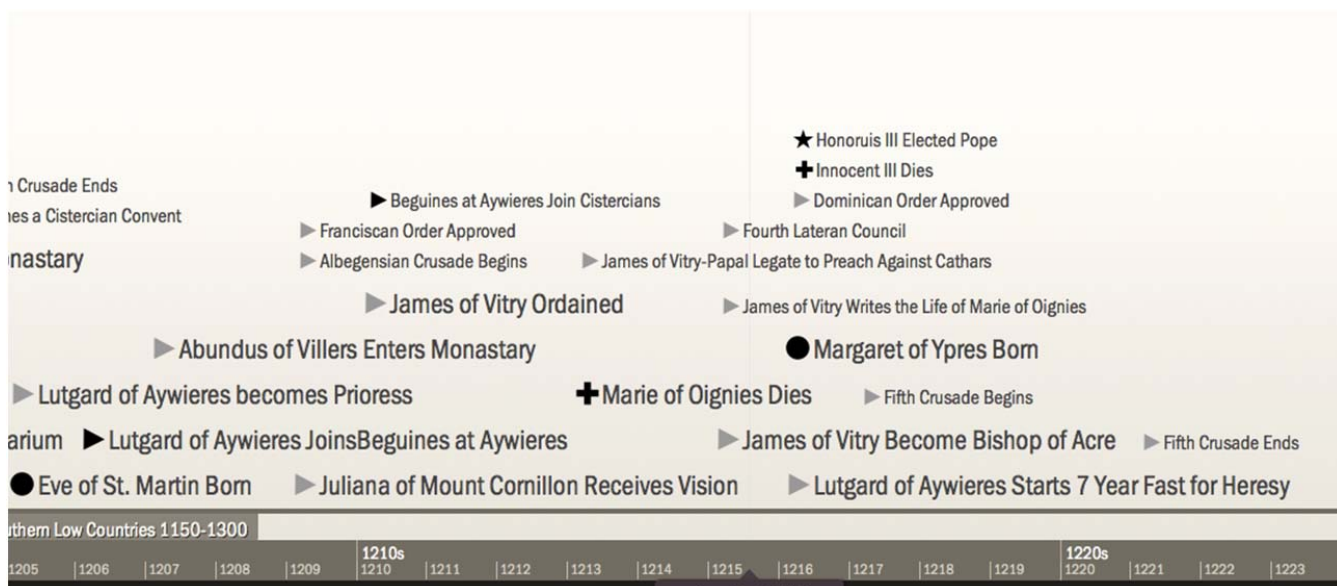 Honoruis III Elected Pope
Innocent III Dies
Crusade Ends
Beguines at Aywieres Join Cistercians
Dominican Order Approved
a Cistercian Convent
Franciscan Order Approved
Fourth Lateran Council
Albegensian Crusade Begins
James of Vitry-Papal Legate to Preach Against Cathars
James of Vitry Ordained
James of Vitry Writes the Life of Marie of Oignies
Abundus of Villers Enters Monastary
Margaret of Ypres Born
Lutgard of Aywieres becomes Prioress
Marie of Oignies Dies
Fifth Crusade Begins
Lutgard of Aywieres JoinsBeguines at Aywieres
James of Vitry Become Bishop of Acre
Fifth Crusade Ends
Eve of St. Martin Born
Juliana of Mount Cornillon Receives Vision
Lutgard of Aywieres Starts 7 Year Fast for Heresy
Low Countries 1150-1300
1210s 1220s
1205 1206 1207 1208 1209 1210 1211 1212 1213 1214 1215 1216 1217 1218 1219 1220 1221 1222 1223